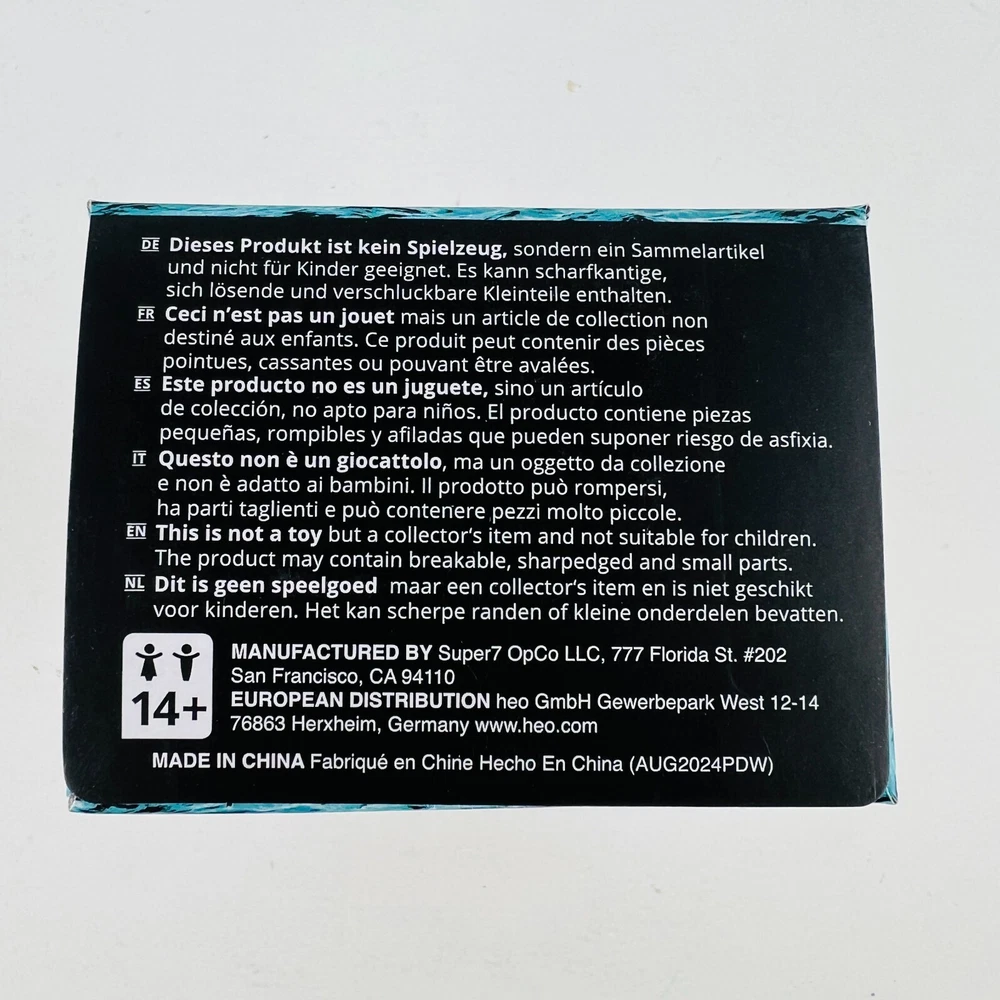 DE Dieses Produkt ist kein Spielzeug, sondern ein Sammelartikel
und nicht für Kinder geeignet. Es kann scharfkantige,
sich lösende und verschluckbare Kleinteile enthalten.
FR Ceci n’est pas un jouet mais un article de collection non
destiné aux enfants. Ce produit peut contenir des pièces
pointues, cassantes ou pouvant être avalées.
ES Este producto no es un juguete, sino un artículo
de colección, no apto para niños. El producto contiene piezas
pequeñas, rompibles y afiladas que pueden suponer riesgo de asfixia.
IT Questo non è un giocattolo, ma un oggetto da collezione
e non è adatto ai bambini. Il prodotto può rompersi,
ha parti taglienti e può contenere pezzi molto piccole.
EN This is not a toy but a collector‘s item and not suitable for children.
The product may contain breakable, sharpedged and small parts.
NL Dit is geen speelgoed maar een collector‘s item en is niet geschikt
voor kinderen. Het kan scherpe randen of kleine onderdelen bevatten.
14+
MANUFACTURED BY Super7 OpCo LLC, 777 Florida St. #202
San Francisco, CA 94110
EUROPEAN DISTRIBUTION heo GmbH Gewerbepark West 12-14
76863 Herxheim, Germany www.heo.com
MADE IN CHINA Fabriqué en Chine Hecho En China (AUG2024PDW)